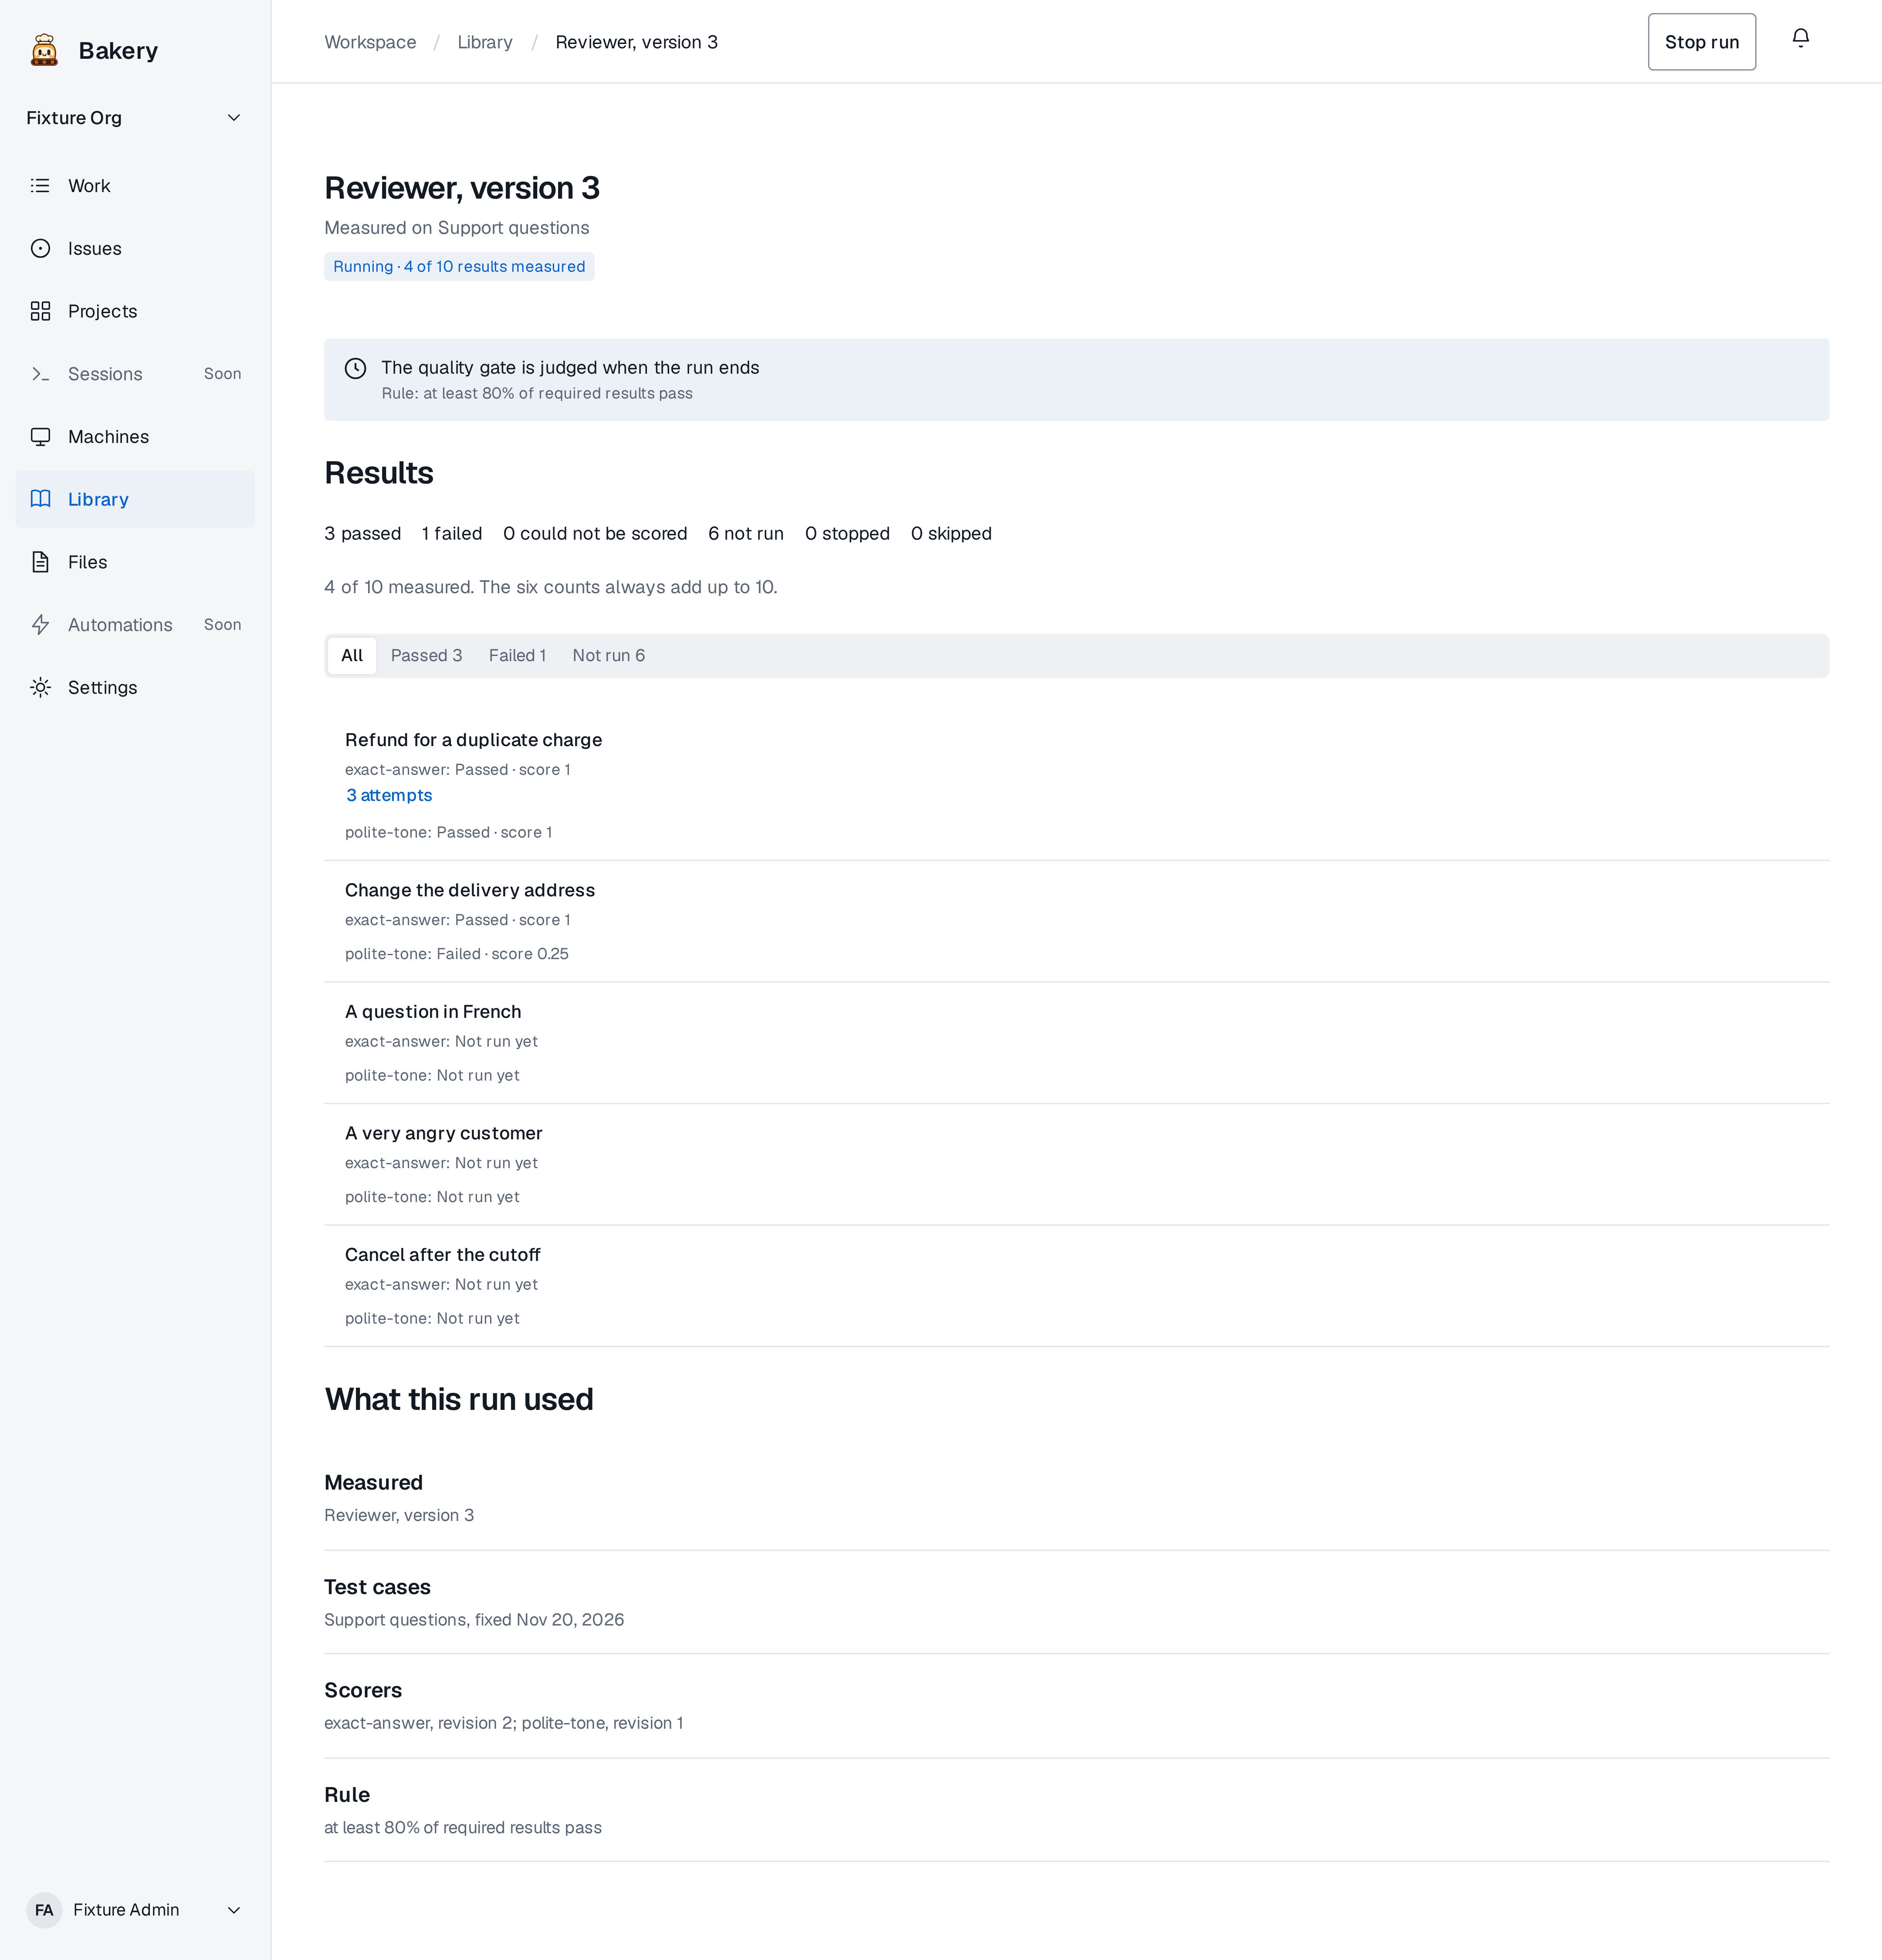 Bakery
Fixture Org
Work
Issues
Projects
Sessions Soon
Machines
Library
Files
Automations Soon
Settings
FA Fixture Admin
Workspace / Library / Reviewer, version 3
Stop run
Reviewer, version 3
Measured on Support questions
Running · 4 of 10 results measured
The quality gate is judged when the run ends
Rule: at least 80% of required results pass
Results
3 passed 1 failed 0 could not be scored 6 not run 0 stopped 0 skipped
4 of 10 measured. The six counts always add up to 10.
All Passed 3 Failed 1 Not run 6
Refund for a duplicate charge
exact-answer: Passed · score 1
3 attempts
polite-tone: Passed · score 1
Change the delivery address
exact-answer: Passed · score 1
polite-tone: Failed · score 0.25
A question in French
exact-answer: Not run yet
polite-tone: Not run yet
A very angry customer
exact-answer: Not run yet
polite-tone: Not run yet
Cancel after the cutoff
exact-answer: Not run yet
polite-tone: Not run yet
What this run used
Measured
Reviewer, version 3
Test cases
Support questions, fixed Nov 20, 2026
Scorers
exact-answer, revision 2; polite-tone, revision 1
Rule
at least 80% of required results pass